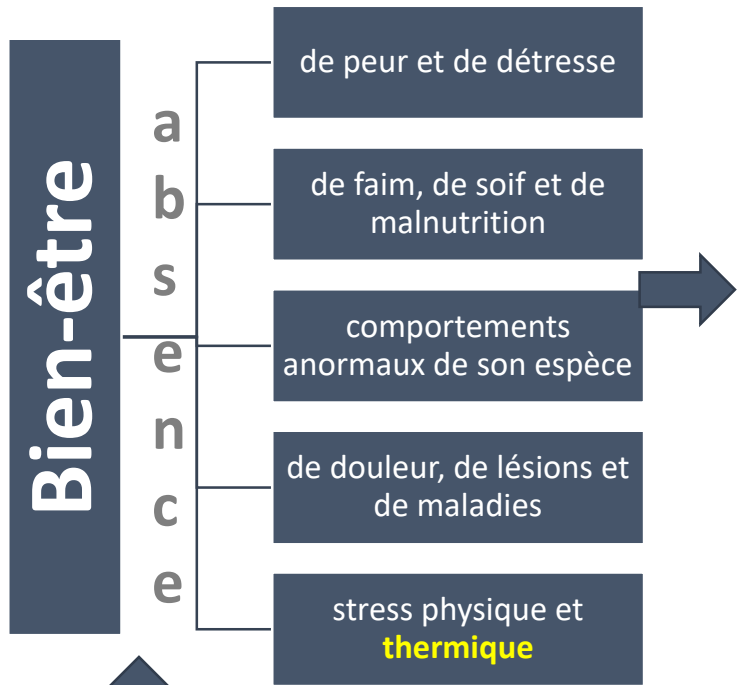 Bien-être
absence
de peur et de détresse
de faim, de soif et de
malnutrition
comportements
anormaux de son espèce
de douleur, de lésions et
de maladies
stress physique et
thermique